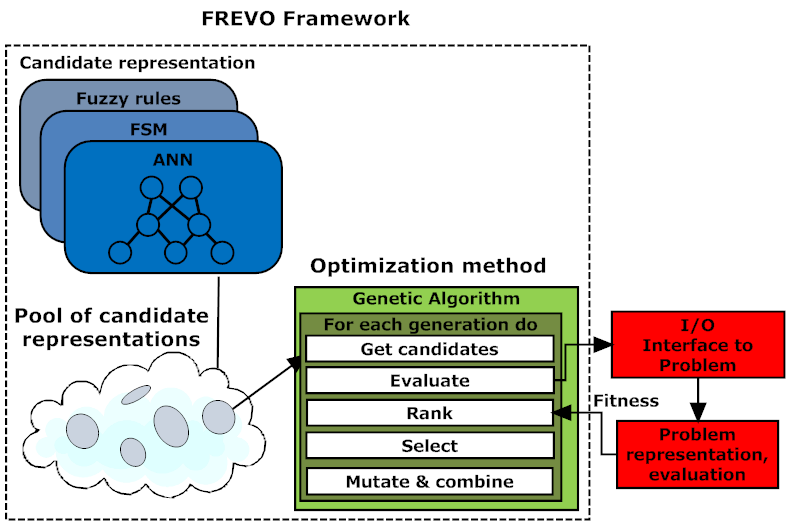 FREVO Framework
Candidate representation
Fuzzy rules
FSM
ANN
Pool of candidate
representations
Optimization method
Genetic Algorithm
For each generation do
Get candidates
Evaluate
Rank
Select
Mutate & combine
I/O
Interface to
Problem
Fitness
Problem
representation,
evaluation